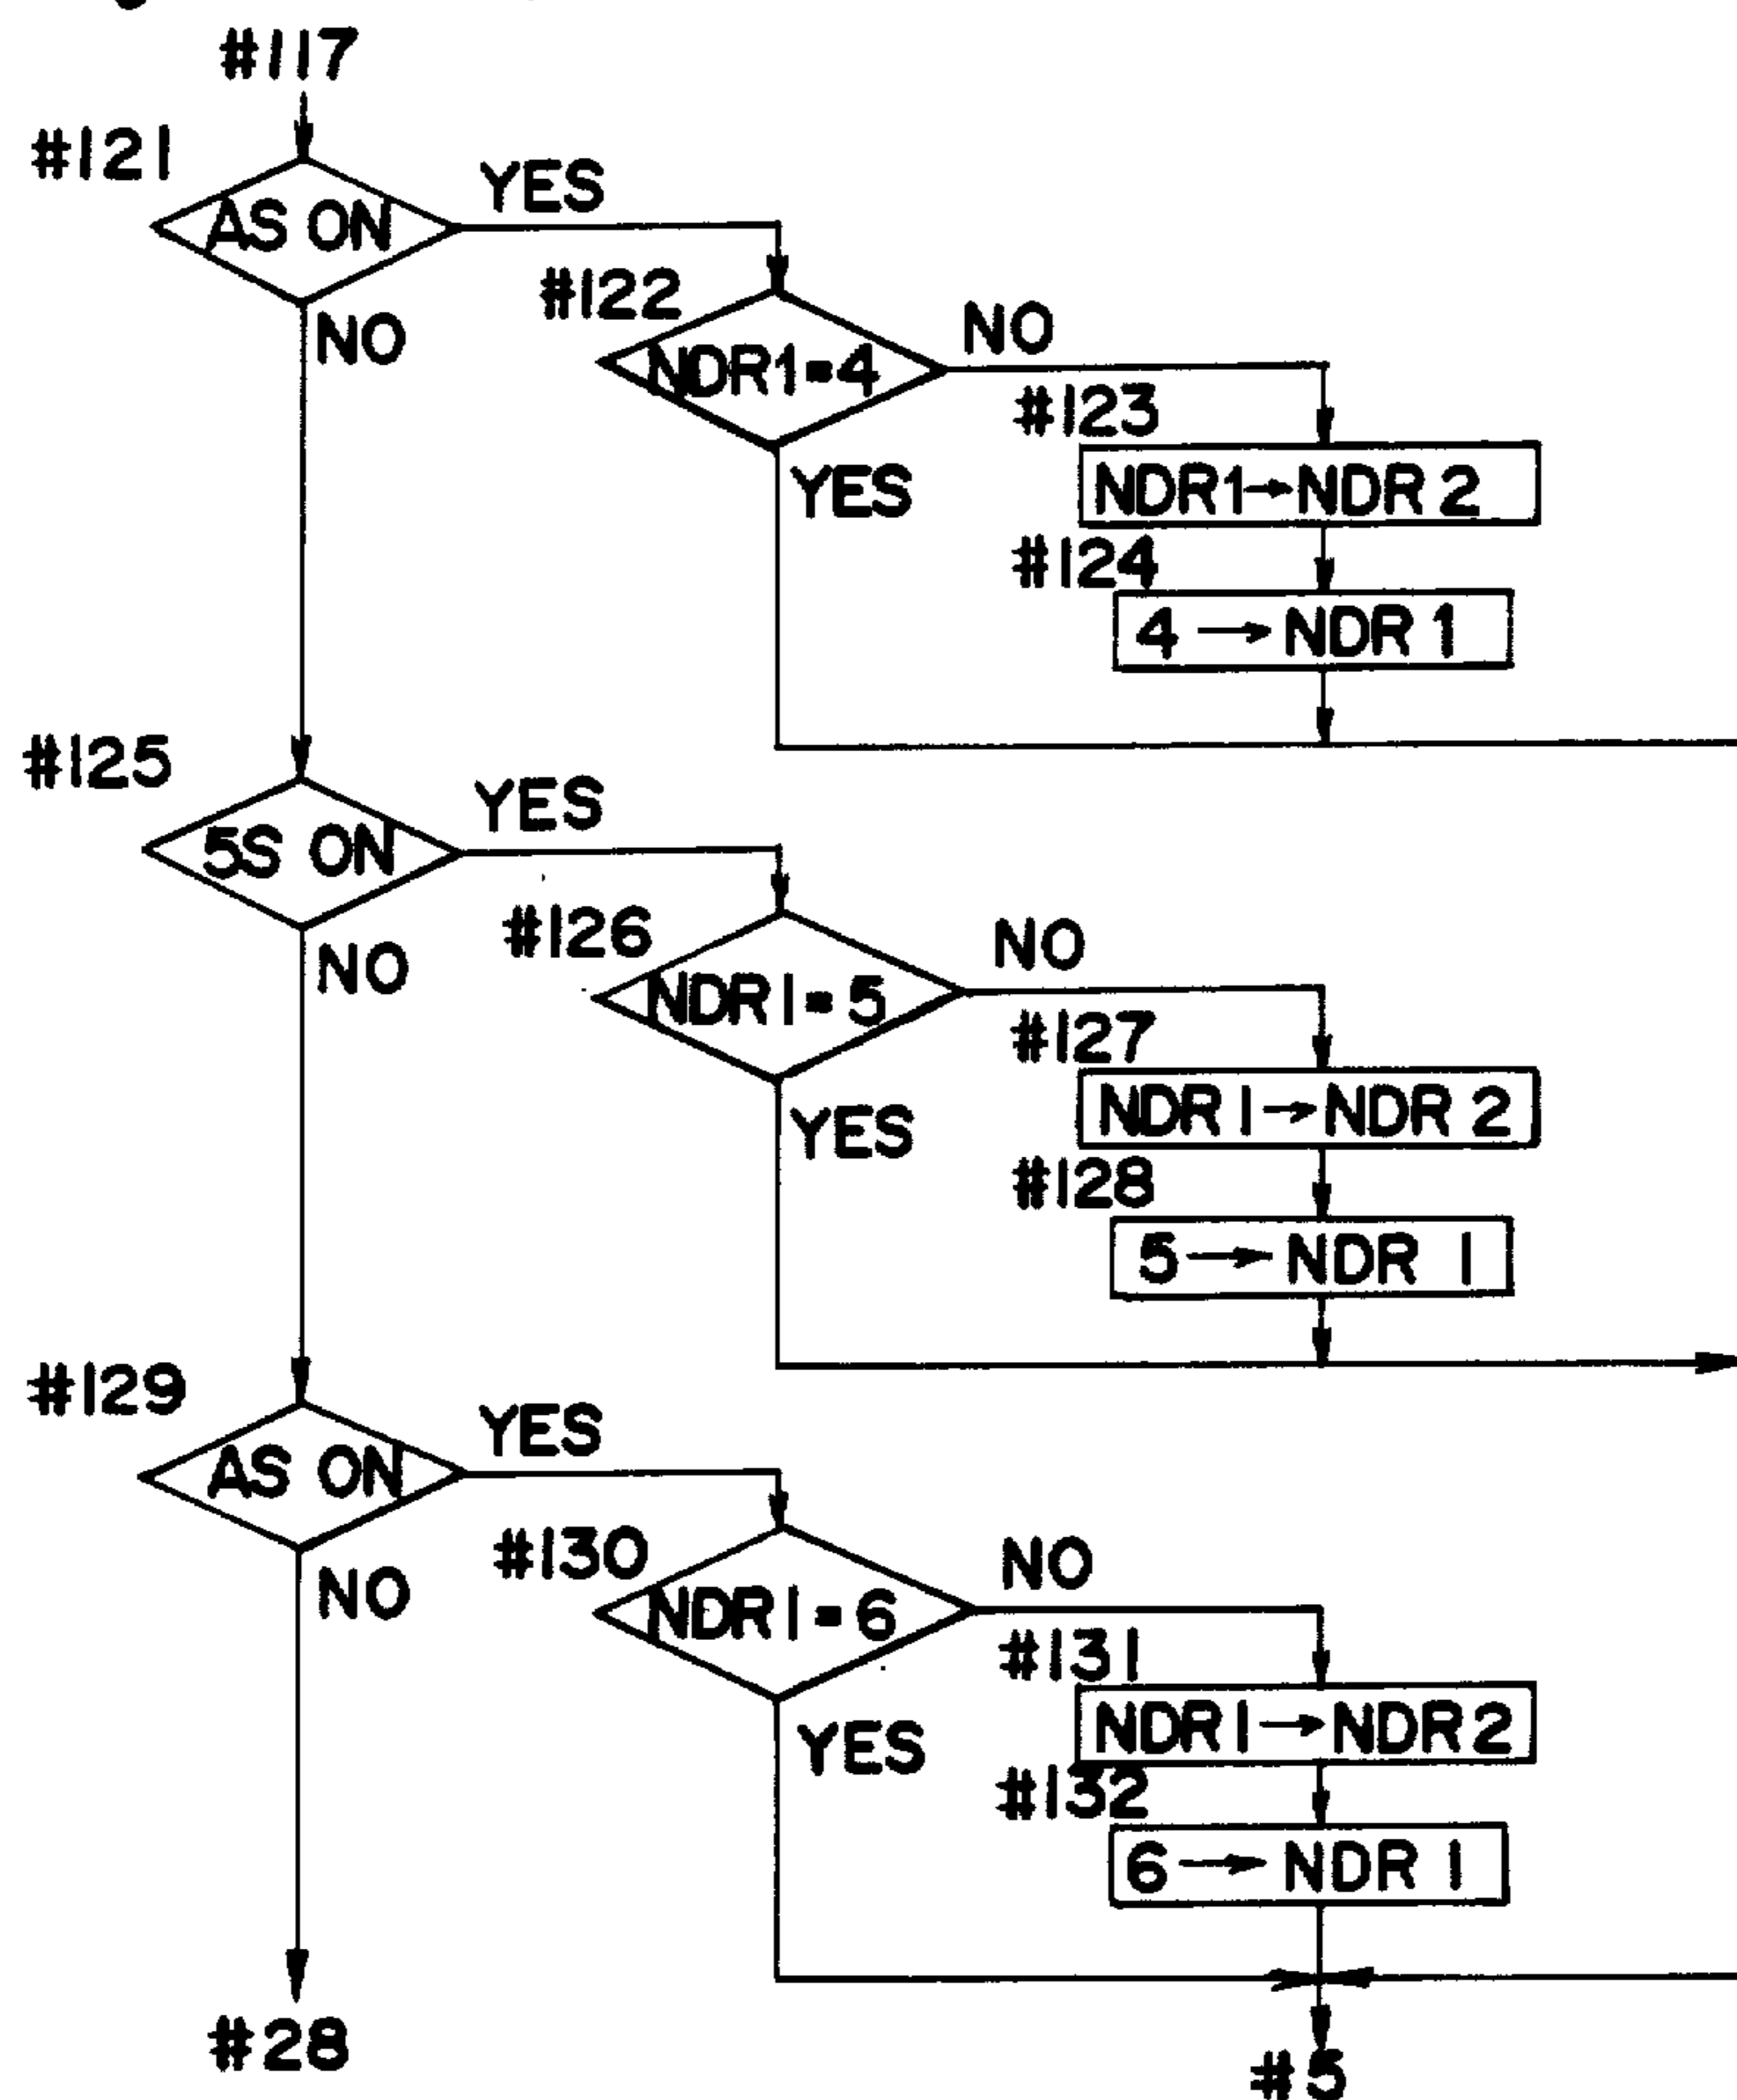 #117
#121
AS ON
YES
NO
#122
NDR1=4
NO
YES
#123
NDR1→NDR 2
#124
4→NDR 1
#125
5S ON
YES
NO
#126
NDR1=5
NO
YES
#127
NDR 1→NDR 2
#128
5→NDR 1
#129
AS ON
YES
NO
#130
NDR1=6
NO
YES
#131
NDR1→NDR2
#132
6→NDR 1
#28
#5